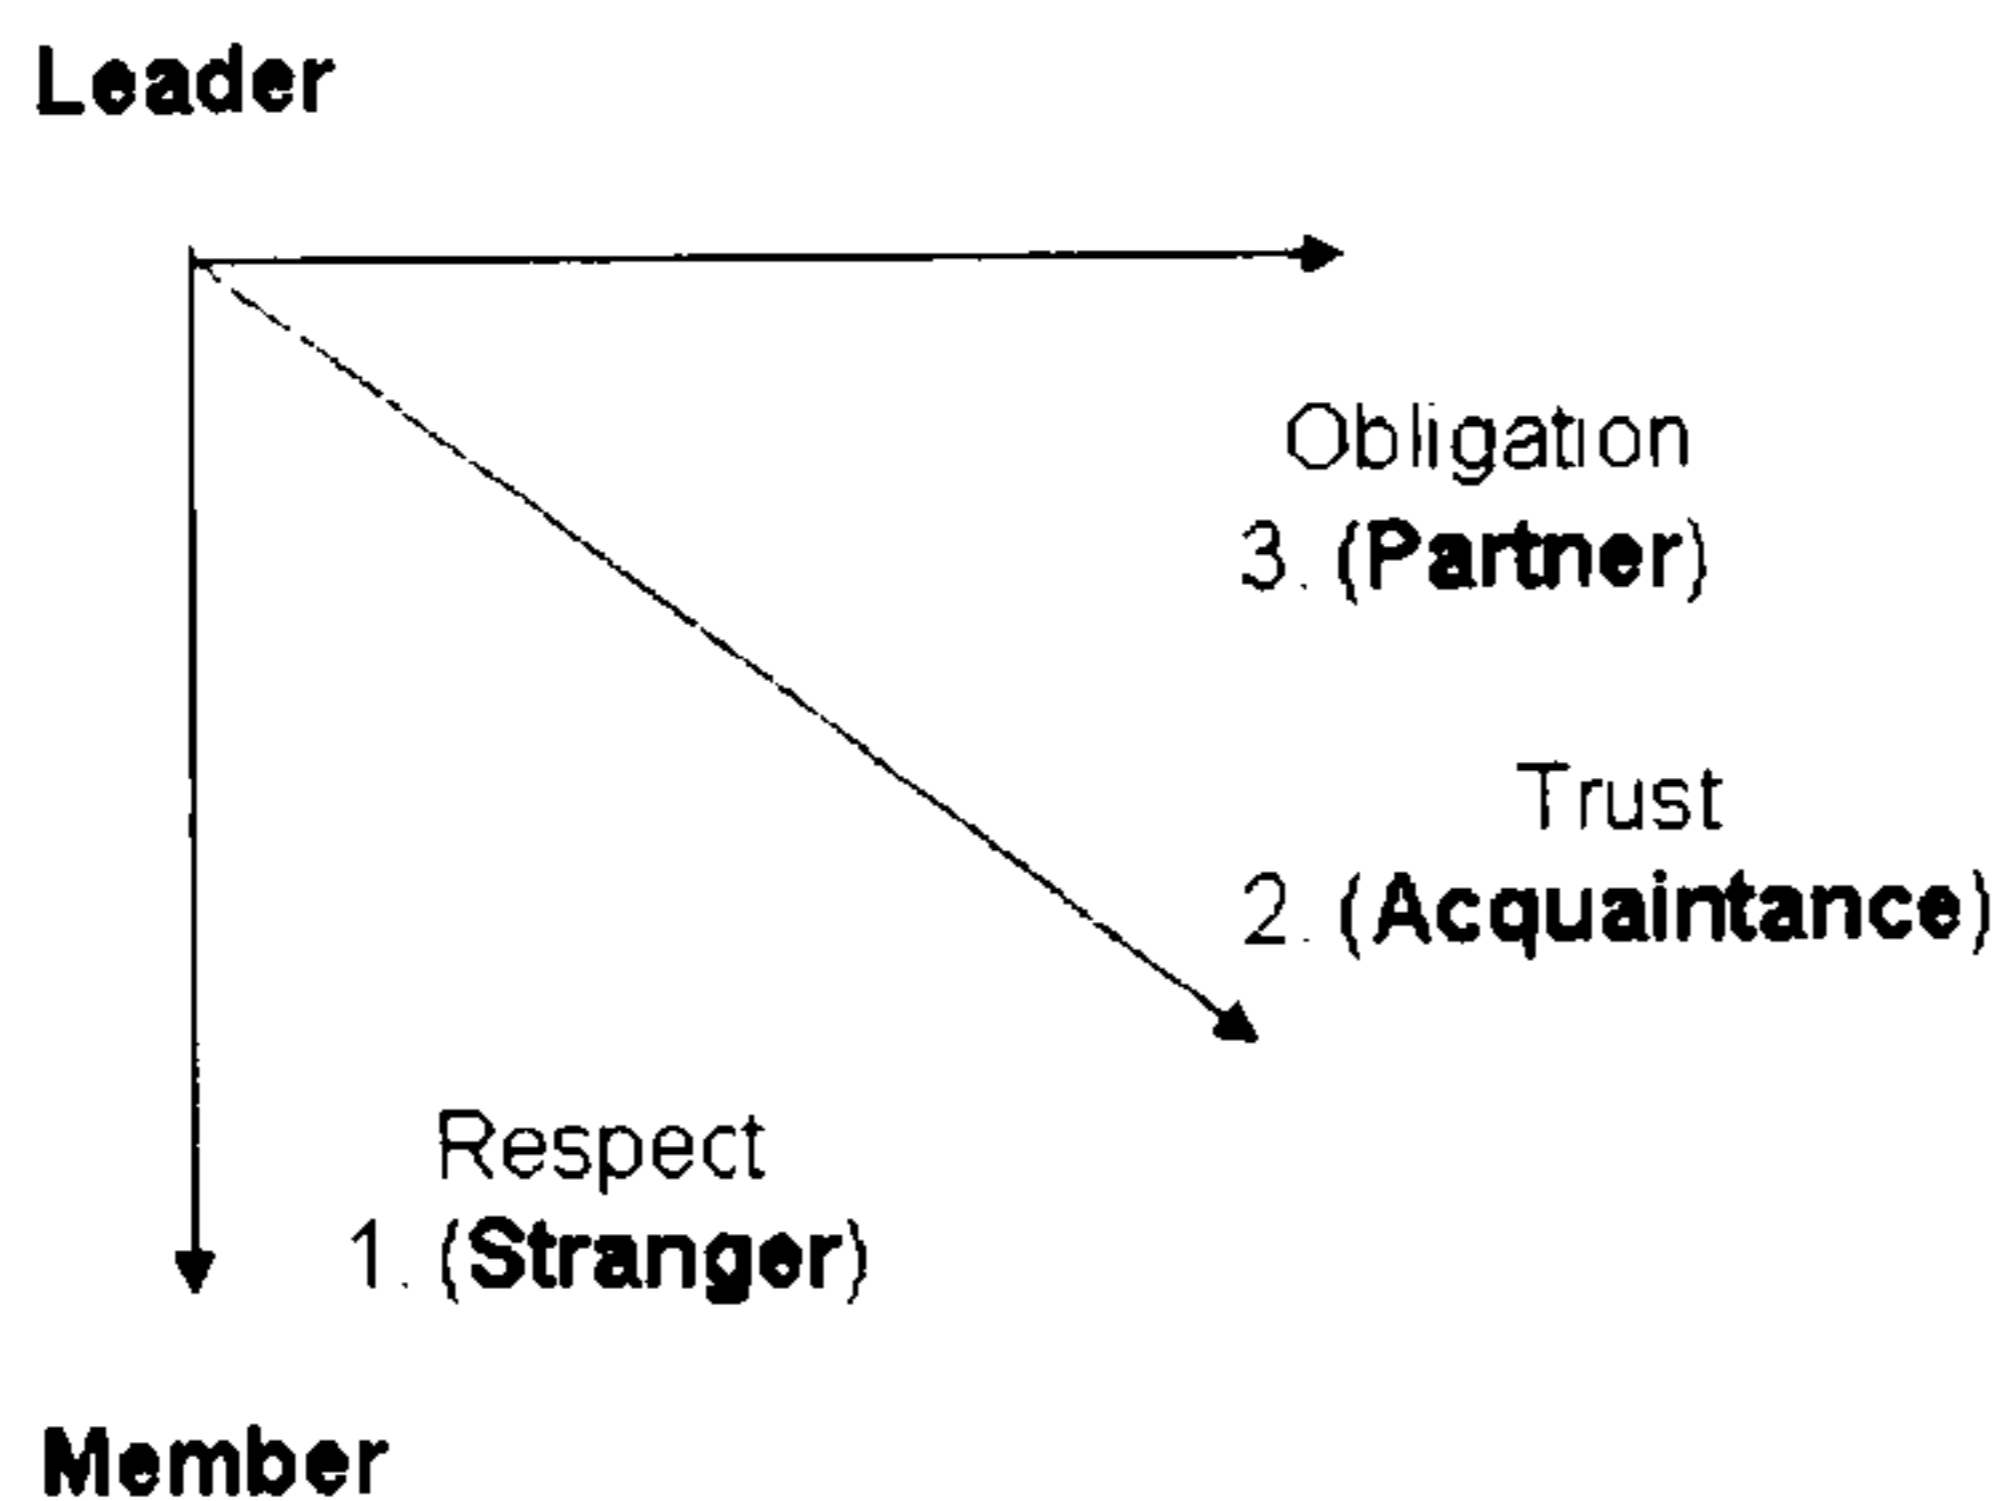 Leader
Obligation
3. (Partner)
Trust
2. (Acquaintance)
Respect
1. (Stranger)
Member